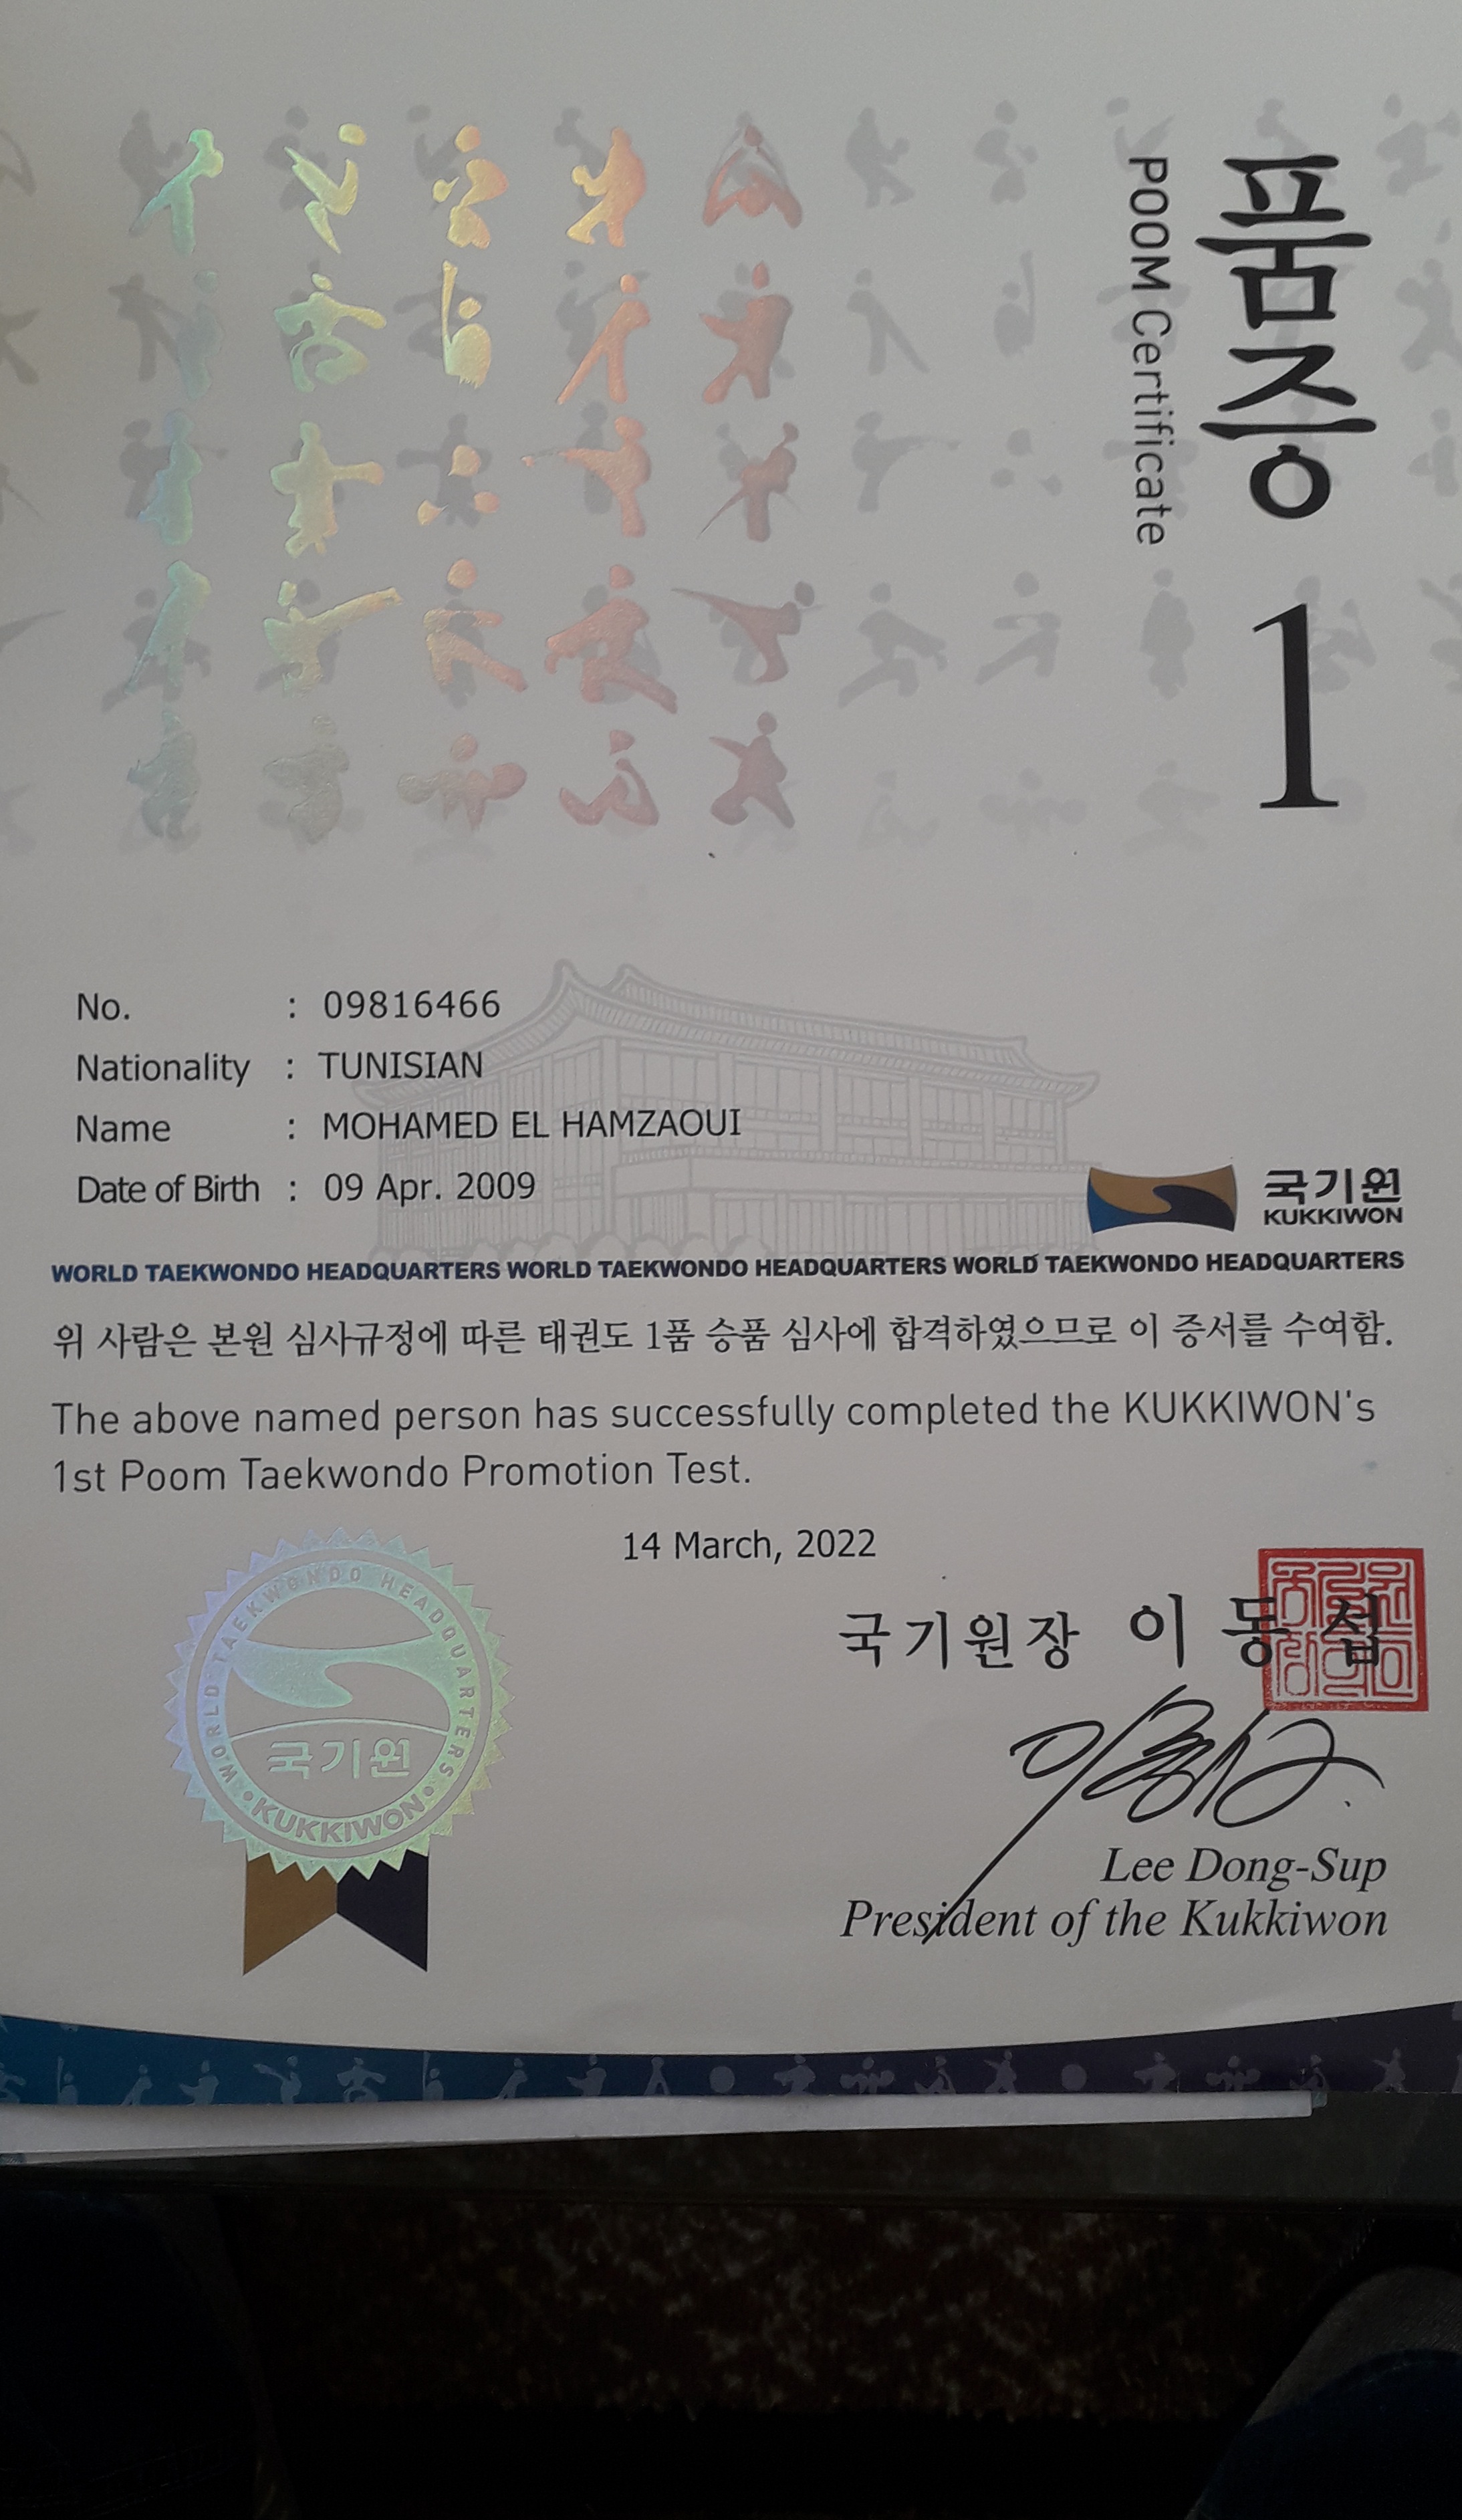 품증 1
POOM Certificate
No. : 09816466
Nationality : TUNISIAN
Name : MOHAMED EL HAMZAOUI
Date of Birth : 09 Apr. 2009
국기원
KUKKIWON
WORLD TAEKWONDO HEADQUARTERS WORLD TAEKWONDO HEADQUARTERS WORLD TAEKWONDO HEADQUARTERS
위 사람은 본원 심사규정에 따른 태권도 1품 승품 심사에 합격하였으므로 이 증서를 수여함.
The above named person has successfully completed the KUKKIWON's
1st Poom Taekwondo Promotion Test.
14 March, 2022
국기원장 이동섭
WORLD TAEKWONDO HEADQUARTERS
국기원
KUKKIWON
Lee Dong-Sup
President of the Kukkiwon